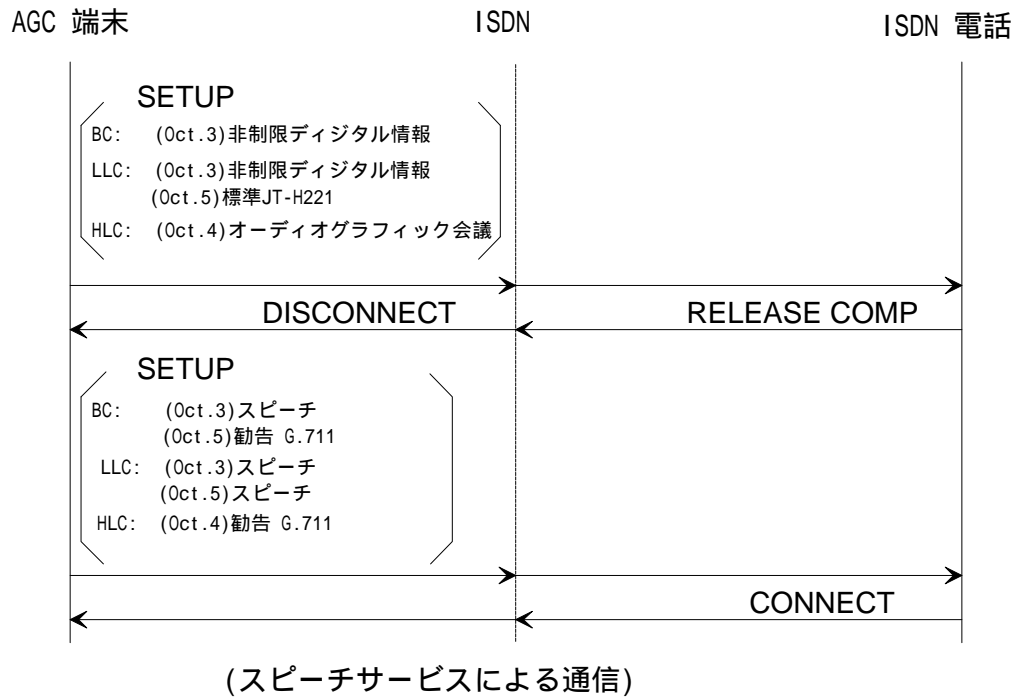 AGC 端末 ISDN ISDN 電話
SETUP
BC: (Oct.3)非制限ディジタル情報
LLC: (Oct.3)非制限ディジタル情報
(Oct.5)標準JT-H221
HLC: (Oct.4)オーディオグラフィック会議
DISCONNECT RELEASE COMP
SETUP
BC: (Oct.3)スピーチ
(Oct.5)勧告 G.711
LLC: (Oct.3)スピーチ
(Oct.5)スピーチ
HLC: (Oct.4)勧告 G.711
CONNECT
(スピーチサービスによる通信)